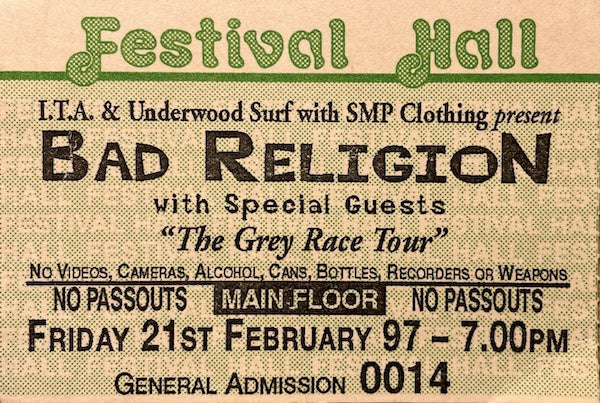 Festival Hall
I.T.A. & Underwood Surf with SMP Clothing present
BAD RELIGION
with Special Guests
“The Grey Race Tour”
NO VIDEOS, CAMERAS, ALCOHOL, CANS, BOTTLES, RECORDERS OR WEAPONS
NO PASSOUTS MAIN FLOOR NO PASSOUTS
FRIDAY 21ST FEBRUARY 97 – 7.00PM
GENERAL ADMISSION 0014